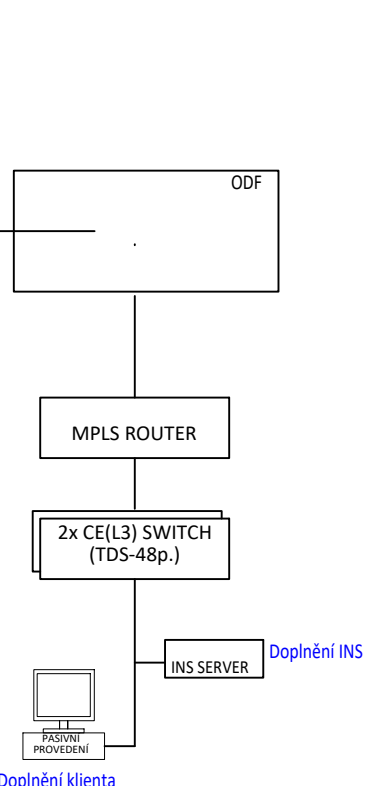 ODF
MPLS ROUTER
2x CE(L3) SWITCH
(TDS-48p.)
INS SERVER
Doplnění INS
PASIVNÍ
PROVEDENÍ
Doplnění klienta